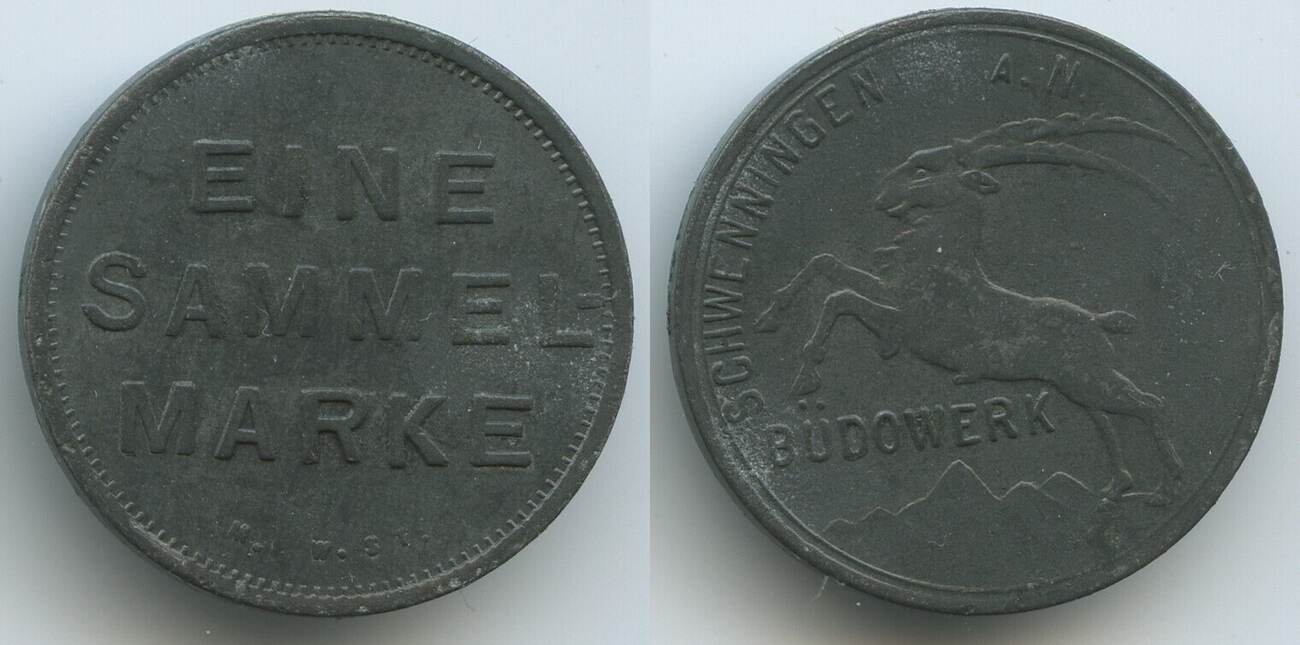 EINE
SAMMEL-
MARKE
SCHWENNINGEN A.N.
BÜDOWERK